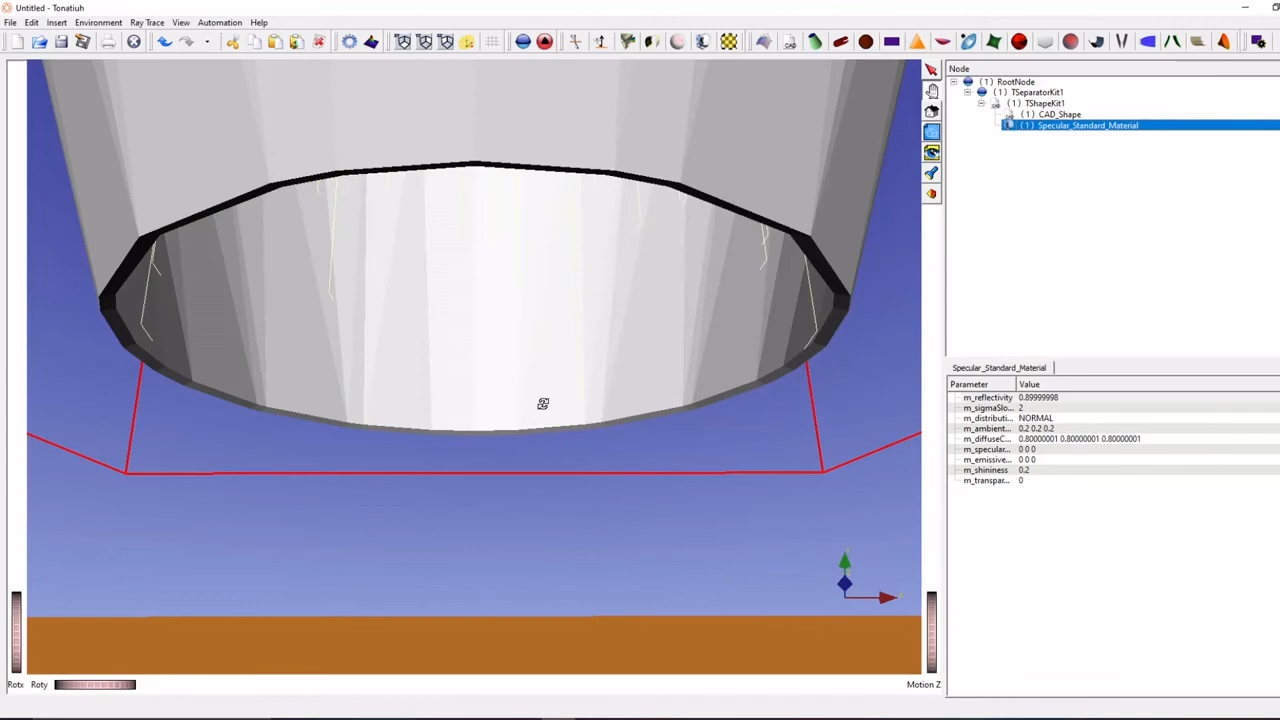 Untitled - Tonatiuh
File Edit Insert Environment Ray Trace View Automation Help
CAD
Node
(1) RootNode
(1) TSeparatorKit1
(1) TShapeKit1
(1) CAD_Shape
(1) Specular_Standard_Material
Specular_Standard_Material
Parameter Value
m_reflectivity 0.89999998
m_sigmaSlo... 2
m_distributi... NORMAL
m_ambient... 0.2 0.2 0.2
m_diffuseC... 0.80000001 0.80000001 0.80000001
m_specular... 0 0 0
m_emissive... 0 0 0
m_shininess 0.2
m_transpar... 0
Rotx Roty Motion Z